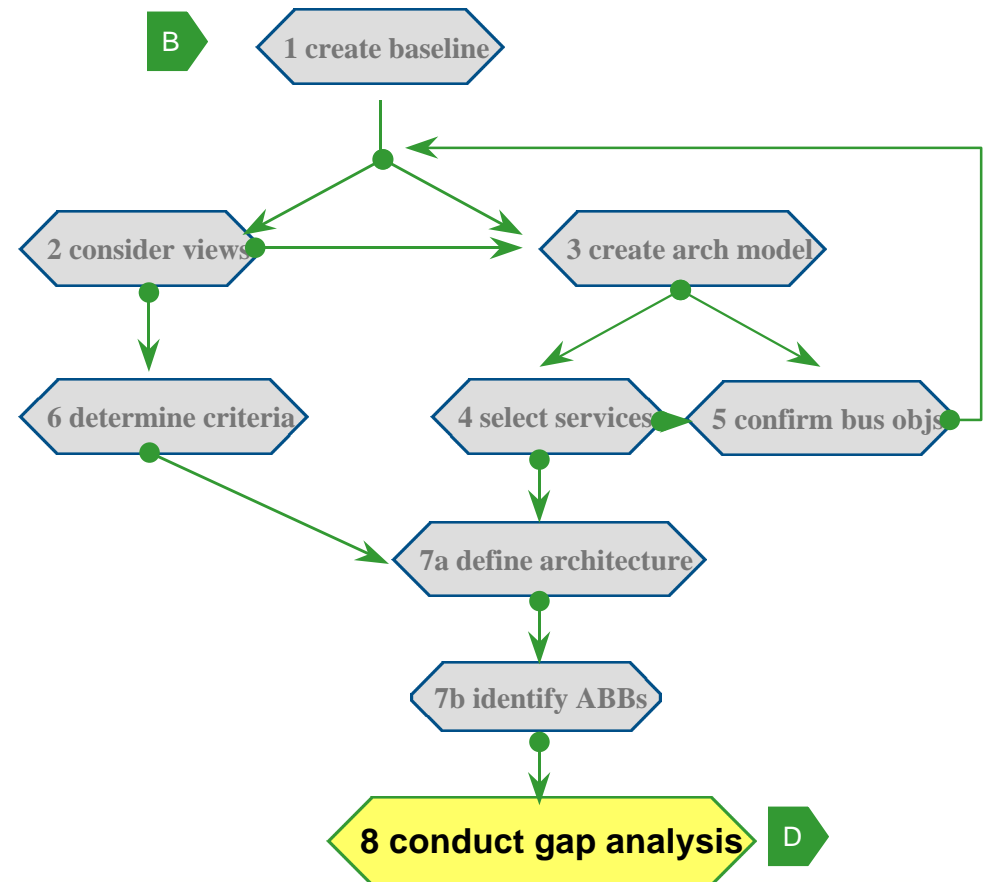 B
1 create baseline
2 consider views
3 create arch model
6 determine criteria
4 select services
5 confirm bus objs
7a define architecture
7b identify ABBs
8 conduct gap analysis
D